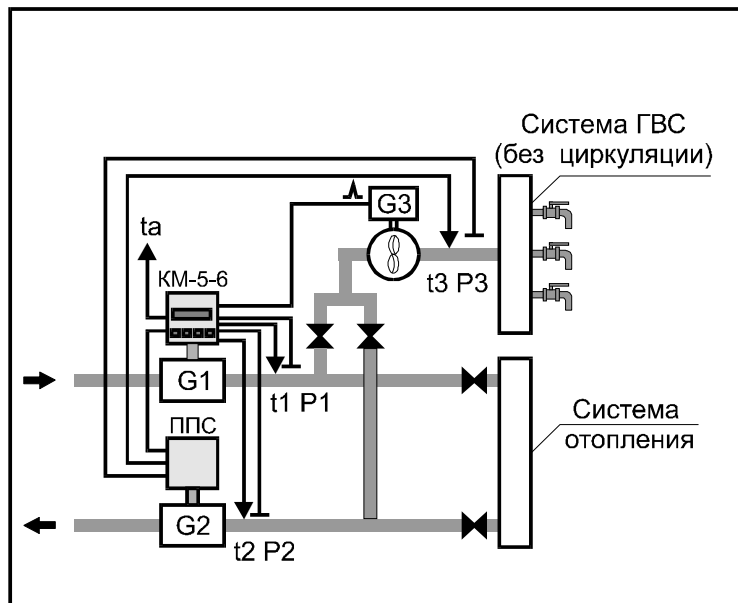 Система ГВС
(без циркуляции)
G3
ta
КМ-5-6
t3 P3
G1
t1 P1
ППС
Система
отопления
G2
t2 P2